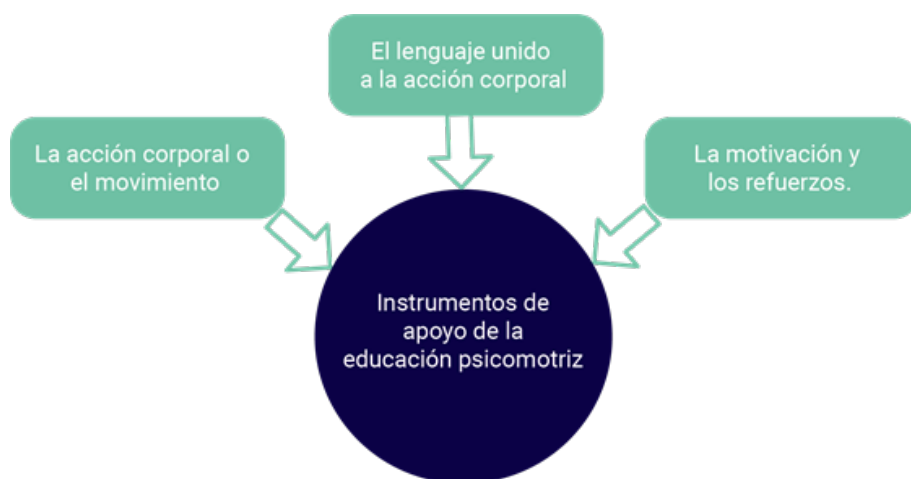 El lenguaje unido
a la acción corporal
La acción corporal o
el movimiento
La motivación y
los refuerzos.
Instrumentos de
apoyo de la
educación psicomotriz